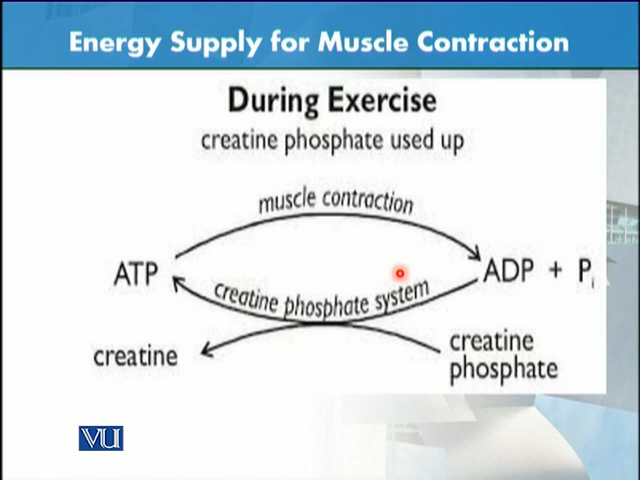 Energy Supply for Muscle Contraction
During Exercise
creatine phosphate used up
muscle contraction
ATP
ADP + Pi
creatine phosphate system
creatine
creatine
phosphate
VU